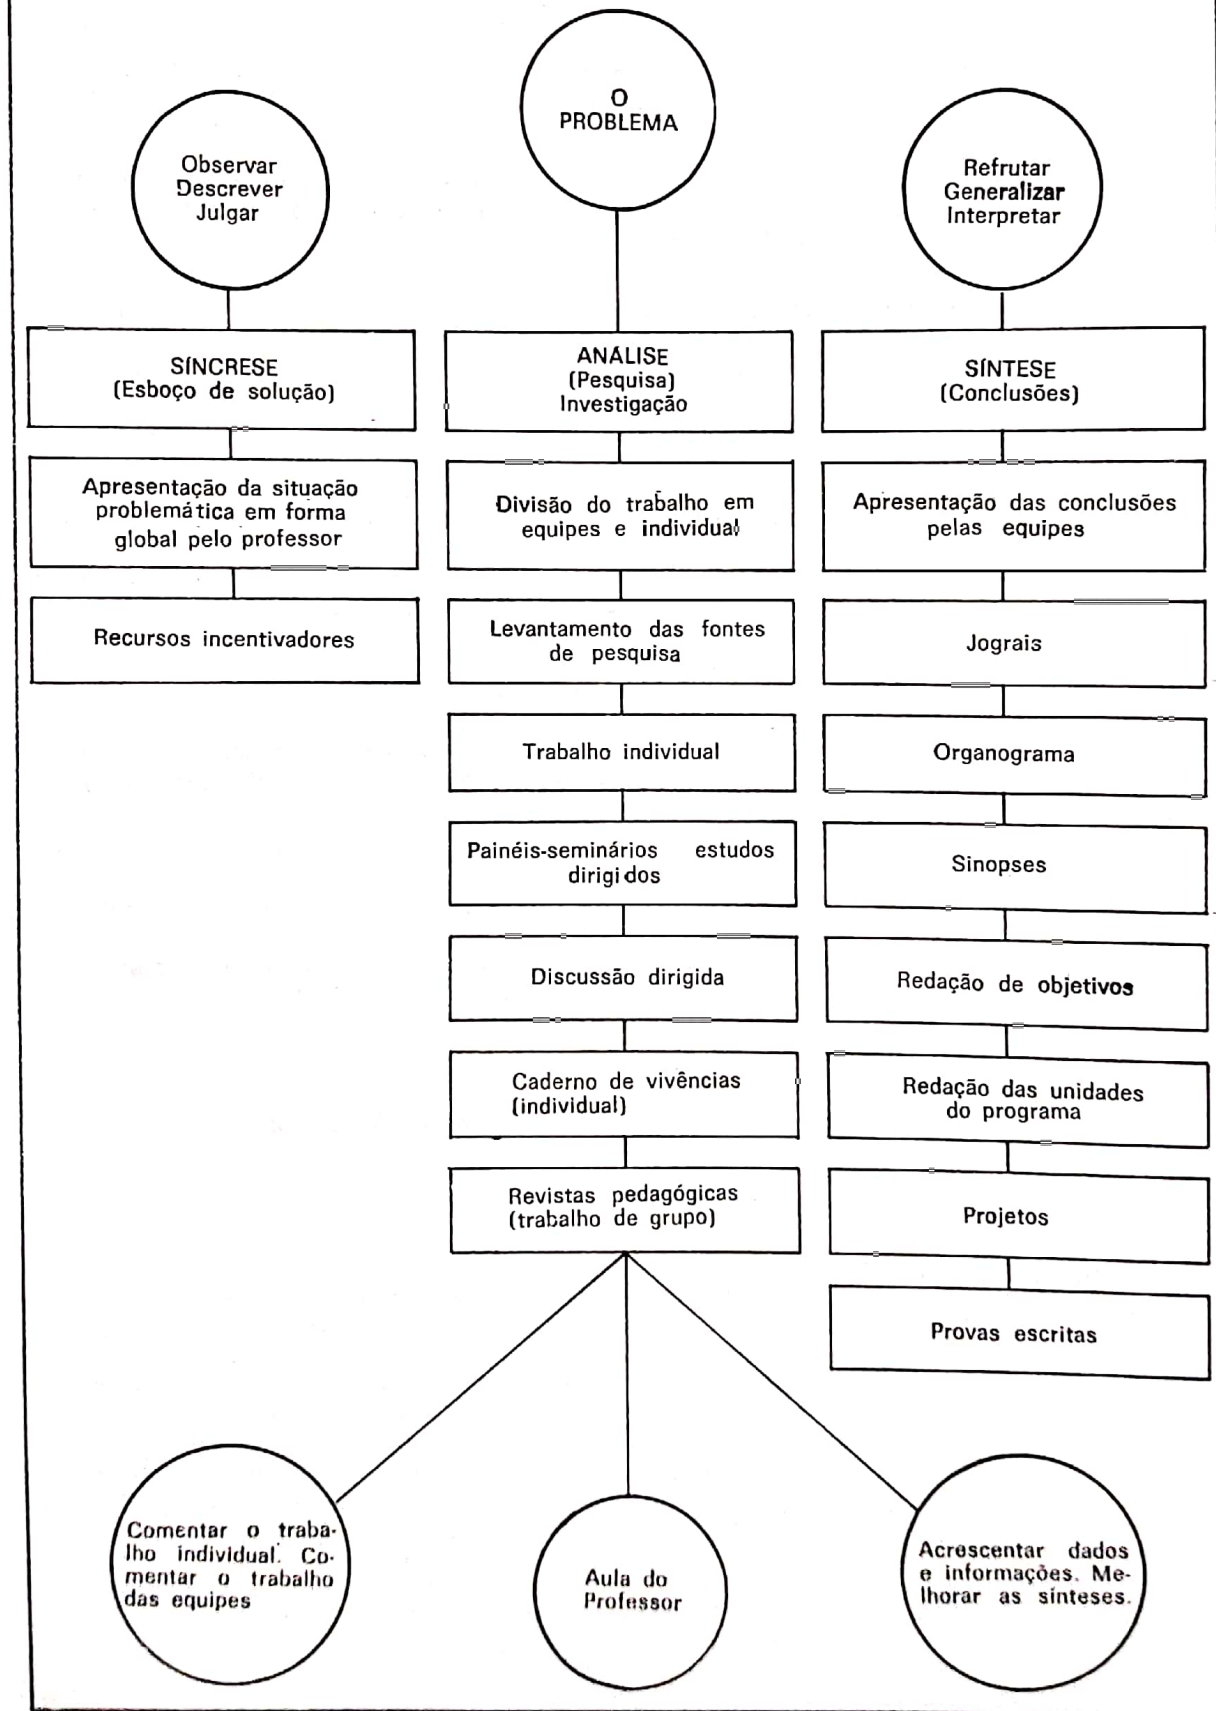 O
PROBLEMA
Observar
Descrever
Julgar
Refrutar
Generalizar
Interpretar
SÍNCRESE
(Esboço de solução)
Apresentação da situação
problemática em forma
global pelo professor
Recursos incentivadores
ANÁLISE
(Pesquisa)
Investigação
Divisão do trabalho em
equipes e individual
Levantamento das fontes
de pesquisa
Trabalho individual
Painéis-seminários estudos
dirigidos
Discussão dirigida
Caderno de vivências
(individual)
Revistas pedagógicas
(trabalho de grupo)
SÍNTESE
(Conclusões)
Apresentação das conclusões
pelas equipes
Jograis
Organograma
Sinopses
Redação de objetivos
Redação das unidades
do programa
Projetos
Provas escritas
Comentar o traba-
lho individual. Co-
mentar o trabalho
das equipes
Aula do
Professor
Acrescentar dados
e informações. Me-
lhorar as sínteses.